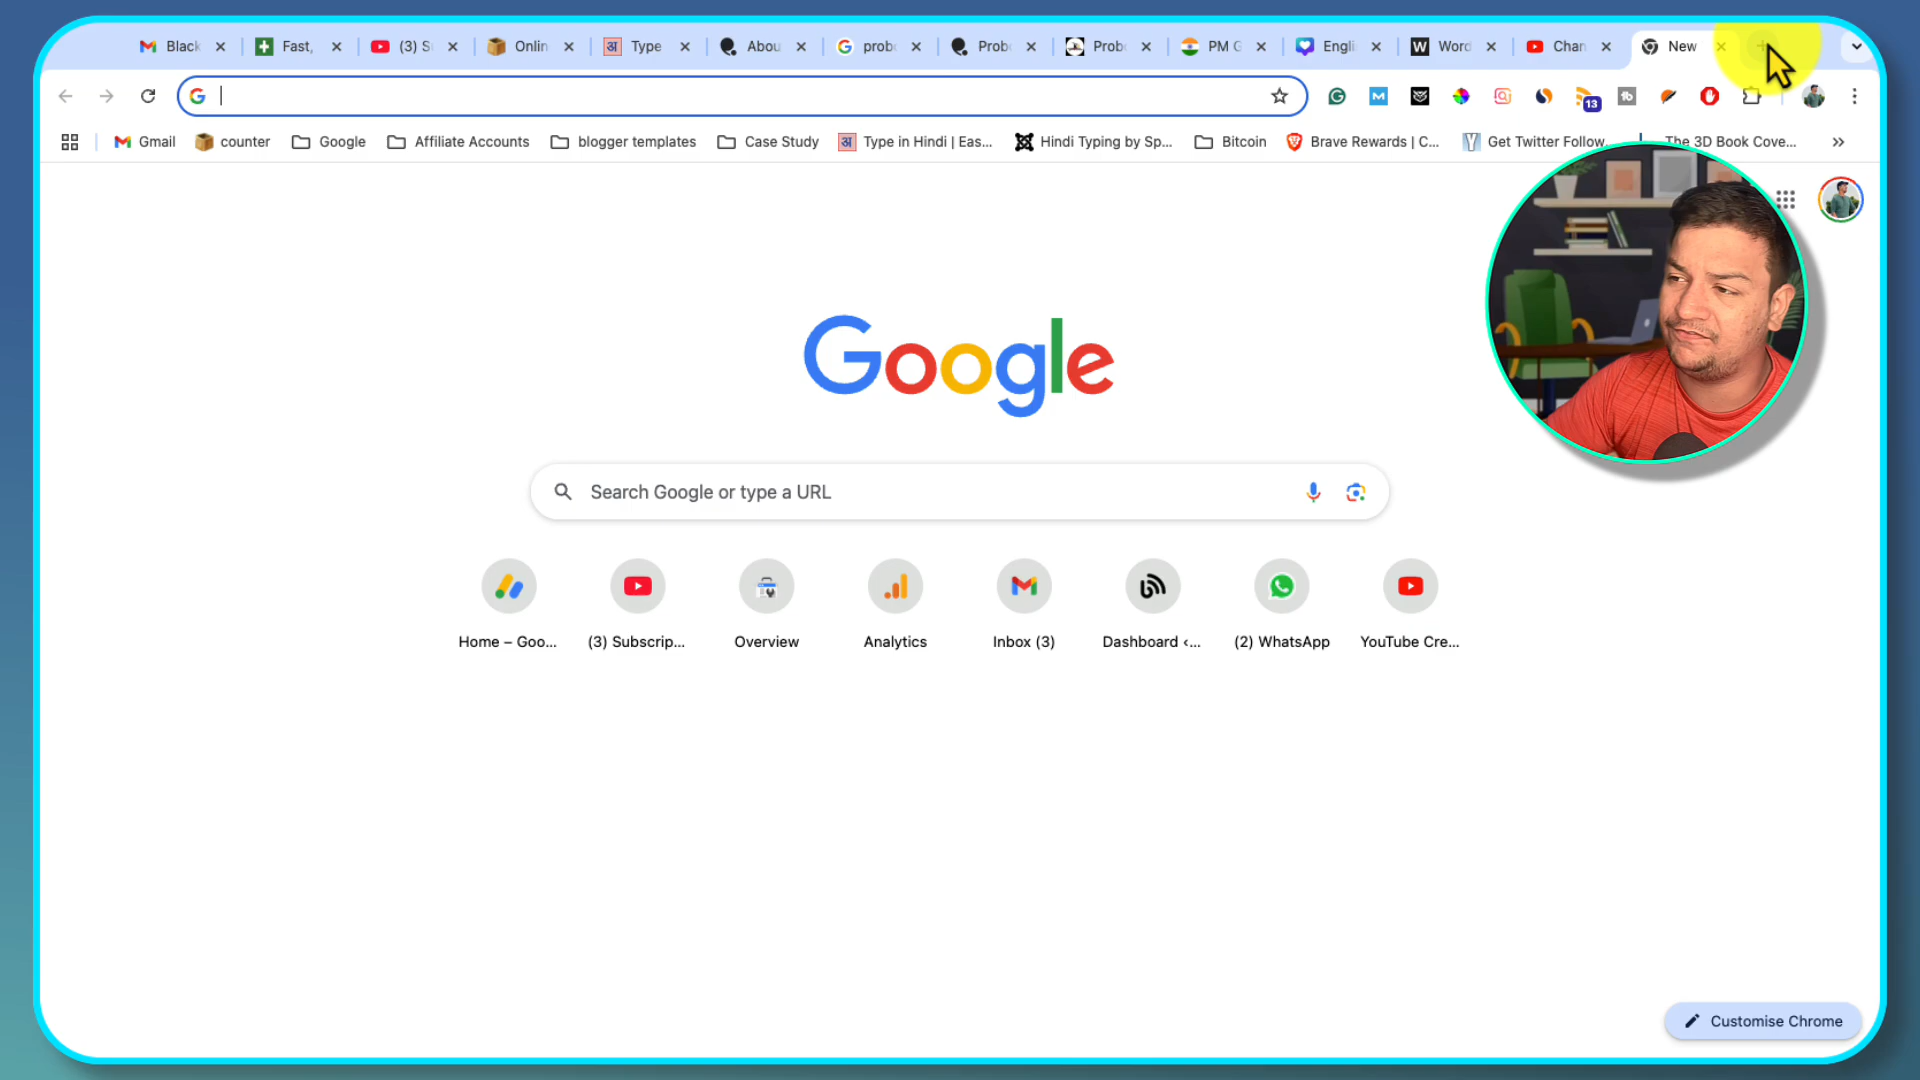 Black
Fast,
(3) S
Onlin
Type
Abou
prob
Prob
Prob
PM G
Engli
Word
Chan
New
13
Gmail
counter
Google
Affiliate Accounts
blogger templates
Case Study
Type in Hindi | Eas...
Hindi Typing by Sp...
Bitcoin
Brave Rewards | C...
Get Twitter Follow...
The 3D Book Cove...
Google
Search Google or type a URL
Home – Goo...
(3) Subscrip...
Overview
Analytics
Inbox (3)
Dashboard ‹...
(2) WhatsApp
YouTube Cre...
Customise Chrome